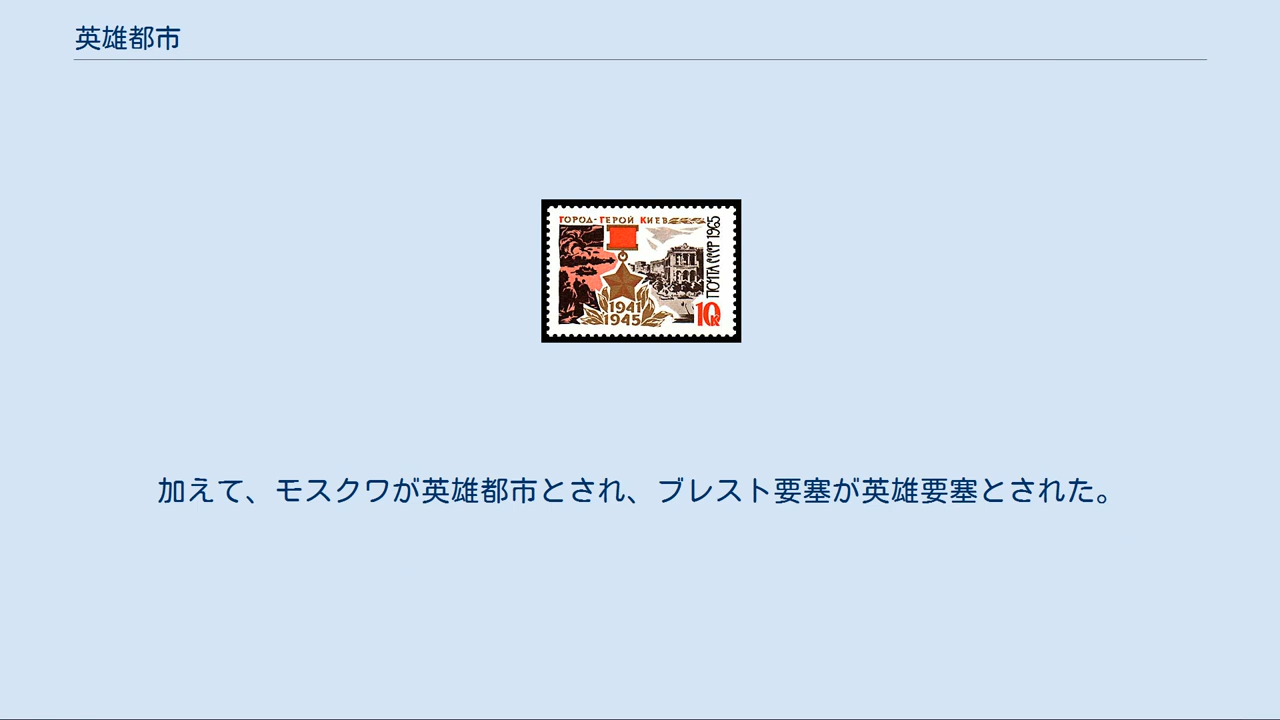 英雄都市
ГОРОД-ГЕРОЙ КИЕВ
ПОЧТА СССР 1965
1941
1945
10к
加えて、モスクワが英雄都市とされ、ブレスト要塞が英雄要塞とされた。